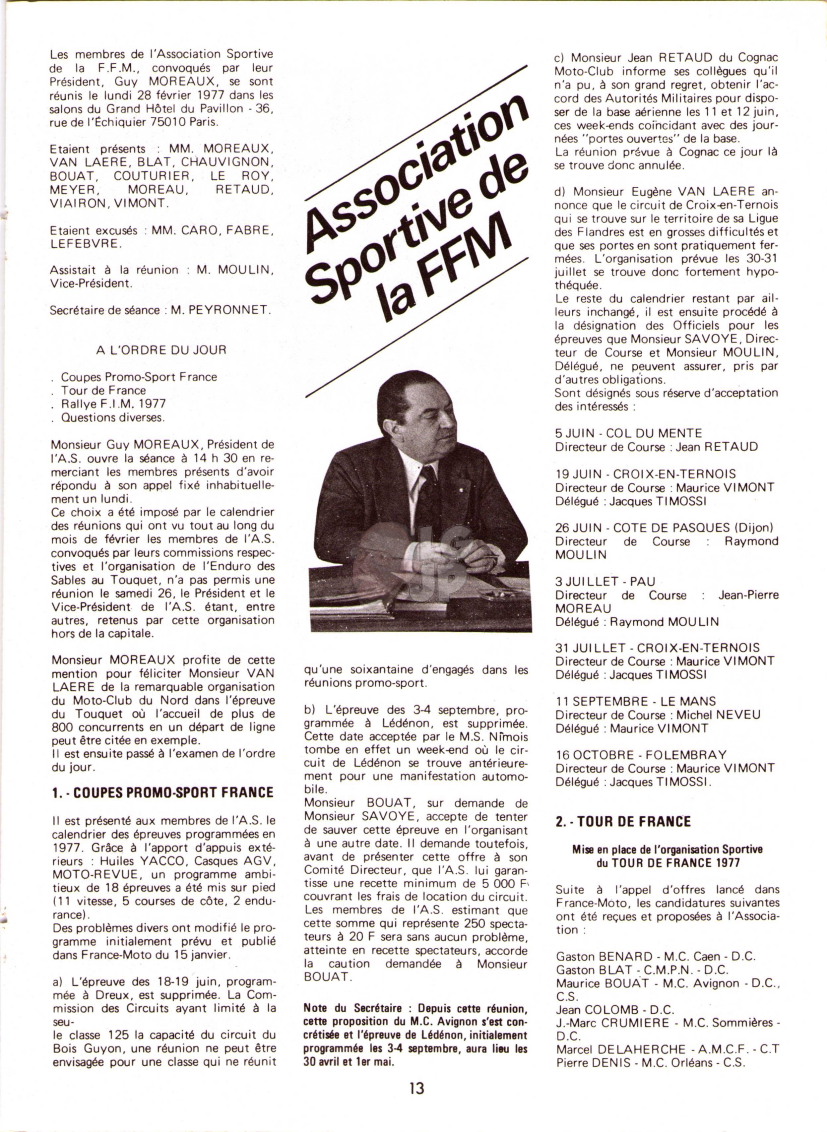 Les membres de l'Association Sportive
de la F.F.M., convoqués par leur
Président, Guy MOREAUX, se sont
réunis le lundi 28 février 1977 dans les
salons du Grand Hôtel du Pavillon - 36,
rue de l'Échiquier 75010 Paris.
Etaient présents : MM. MOREAUX,
VAN LAERE, BLAT, CHAUVIGNON,
BOUAT, COUTURIER, LE ROY,
MEYER, MOREAU, RETAUD,
VIAIRON, VIMONT.
Etaient excusés : MM. CARO, FABRE,
LEFEBVRE.
Assistait à la réunion : M. MOULIN,
Vice-Président.
Secrétaire de séance : M. PEYRONNET.
A L'ORDRE DU JOUR
. Coupes Promo-Sport France
. Tour de France
. Rallye F.I.M. 1977
. Questions diverses.
Monsieur Guy MOREAUX, Président de
l'A.S. ouvre la séance à 14 h 30 en re-
merciant les membres présents d'avoir
répondu à son appel fixé inhabituelle-
ment un lundi.
Ce choix a été imposé par le calendrier
des réunions qui ont vu tout au long du
mois de février les membres de l'A.S.
convoqués par leurs commissions respec-
tives et l'organisation de l'Enduro des
Sables au Touquet, n'a pas permis une
réunion le samedi 26, le Président et le
Vice-Président de l'A.S. étant, entre
autres, retenus par cette organisation
hors de la capitale.
Monsieur MOREAUX profite de cette
mention pour féliciter Monsieur VAN
LAERE de la remarquable organisation
du Moto-Club du Nord dans l'épreuve
du Touquet où l'accueil de plus de
800 concurrents en un départ de ligne
peut être citée en exemple.
Il est ensuite passé à l'examen de l'ordre
du jour.
1. - COUPES PROMO-SPORT FRANCE
Il est présenté aux membres de l'A.S. le
calendrier des épreuves programmées en
1977. Grâce à l'apport d'appuis exté-
rieurs : Huiles YACCO, Casques AGV,
MOTO-REVUE, un programme ambi-
tieux de 18 épreuves a été mis sur pied
(11 vitesse, 5 courses de côte, 2 endu-
rance).
Des problèmes divers ont modifié le pro-
gramme initialement prévu et publié
dans France-Moto du 15 janvier.
a) L'épreuve des 18-19 juin, program-
mée à Dreux, est supprimée. La Com-
mission des Circuits ayant limité à la
seu-
le classe 125 la capacité du circuit du
Bois Guyon, une réunion ne peut être
envisagée pour une classe qui ne réunit
Association
Sportive de
la FFM
qu'une soixantaine d'engagés dans les
réunions promo-sport.
b) L'épreuve des 3-4 septembre, pro-
grammée à Lédénon, est supprimée.
Cette date acceptée par le M.S. Nîmois
tombe en effet un week-end où le cir-
cuit de Lédénon se trouve antérieure-
ment pour une manifestation automo-
bile.
Monsieur BOUAT, sur demande de
Monsieur SAVOYE, accepte de tenter
de sauver cette épreuve en l'organisant
à une autre date. Il demande toutefois,
avant de présenter cette offre à son
Comité Directeur, que l'A.S. lui garan-
tisse une recette minimum de 5 000 F
couvrant les frais de location du circuit.
Les membres de l'A.S. estimant que
cette somme qui représente 250 specta-
teurs à 20 F sera sans aucun problème,
atteinte en recette spectateurs, accorde
la caution demandée à Monsieur
BOUAT.
Note du Secrétaire : Depuis cette réunion,
cette proposition du M.C. Avignon s'est con-
crétisée et l'épreuve de Lédénon, initialement
programmée les 3-4 septembre, aura lieu les
30 avril et 1er mai.
c) Monsieur Jean RETAUD du Cognac
Moto-Club informe ses collègues qu'il
n'a pu, à son grand regret, obtenir l'ac-
cord des Autorités Militaires pour dispo-
ser de la base aérienne les 11 et 12 juin,
ces week-ends coïncidant avec des jour-
nées "portes ouvertes" de la base.
La réunion prévue à Cognac ce jour là
se trouve donc annulée.
d) Monsieur Eugène VAN LAERE an-
nonce que le circuit de Croix-en-Ternois
qui se trouve sur le territoire de sa Ligue
des Flandres est en grosses difficultés et
que ses portes en sont pratiquement fer-
mées. L'organisation prévue les 30-31
juillet se trouve donc fortement hypo-
théquée.
Le reste du calendrier restant par ail-
leurs inchangé, il est ensuite procédé à
la désignation des Officiels pour les
épreuves que Monsieur SAVOYE, Direc-
teur de Course et Monsieur MOULIN,
Délégué, ne peuvent assurer, pris par
d'autres obligations.
Sont désignés sous réserve d'acceptation
des intéressés :
5 JUIN - COL DU MENTE
Directeur de Course : Jean RETAUD
19 JUIN - CROIX-EN-TERNOIS
Directeur de Course : Maurice VIMONT
Délégué : Jacques TIMOSSI
26 JUIN - COTE DE PASQUES (Dijon)
Directeur de Course : Raymond
MOULIN
3 JUILLET - PAU
Directeur de Course : Jean-Pierre
MOREAU
Délégué : Raymond MOULIN
31 JUILLET - CROIX-EN-TERNOIS
Directeur de Course : Maurice VIMONT
Délégué : Jacques TIMOSSI
11 SEPTEMBRE - LE MANS
Directeur de Course : Michel NEVEU
Délégué : Maurice VIMONT
16 OCTOBRE - FOLEMBRAY
Directeur de Course : Maurice VIMONT
Délégué : Jacques TIMOSSI.
2. - TOUR DE FRANCE
Mise en place de l'organisation Sportive
du TOUR DE FRANCE 1977
Suite à l'appel d'offres lancé dans
France-Moto, les candidatures suivantes
ont été reçues et proposées à l'Associa-
tion :
Gaston BENARD - M.C. Caen - D.C.
Gaston BLAT - C.M.P.N. - D.C.
Maurice BOUAT - M.C. Avignon - D.C.,
C.S.
Jean COLOMB - D.C.
J.-Marc CRUMIERE - M.C. Sommières -
D.C.
Marcel DELAHERCHE - A.M.C.F. - C.T
Pierre DENIS - M.C. Orléans - C.S.
13